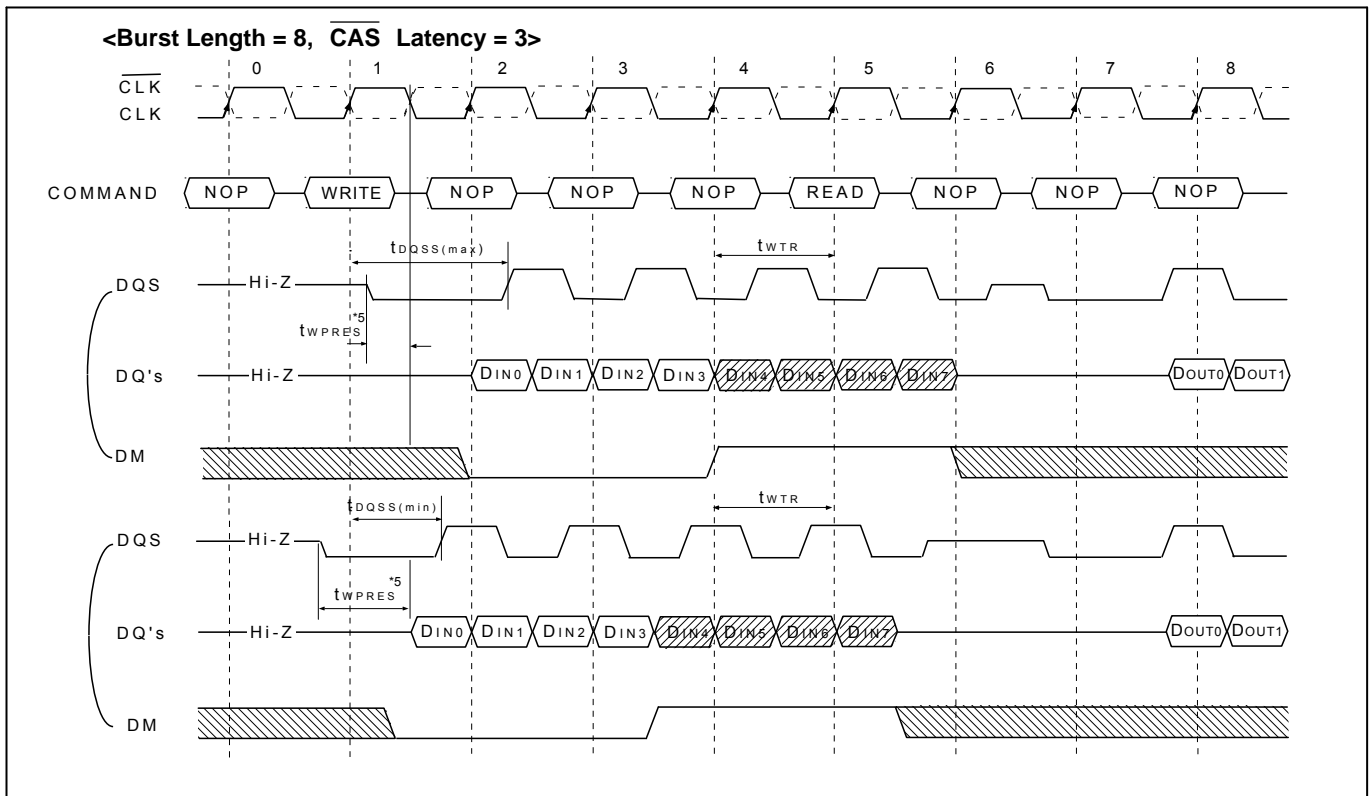 <Burst Length = 8, CAS Latency = 3>
0 1 2 3 4 5 6 7 8
CLK
CLK
COMMAND NOP WRITE NOP NOP NOP READ NOP NOP NOP
tDQSS(max) tWTR
DQS Hi-Z
tWPRES*5
DQ's Hi-Z DIN0 DIN1 DIN2 DIN3 DIN4 DIN5 DIN6 DIN7 DOUT0 DOUT1
DM
tDQSS(min) tWTR
DQS Hi-Z
tWPRES*5
DQ's Hi-Z DIN0 DIN1 DIN2 DIN3 DIN4 DIN5 DIN6 DIN7 DOUT0 DOUT1
DM